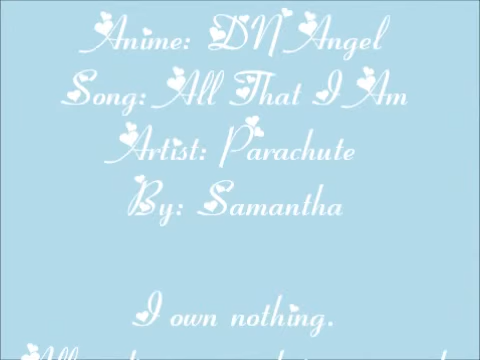 Anime: DN Angel
Song: All That I Am
Artist: Parachute
By: Samantha
I own nothing.